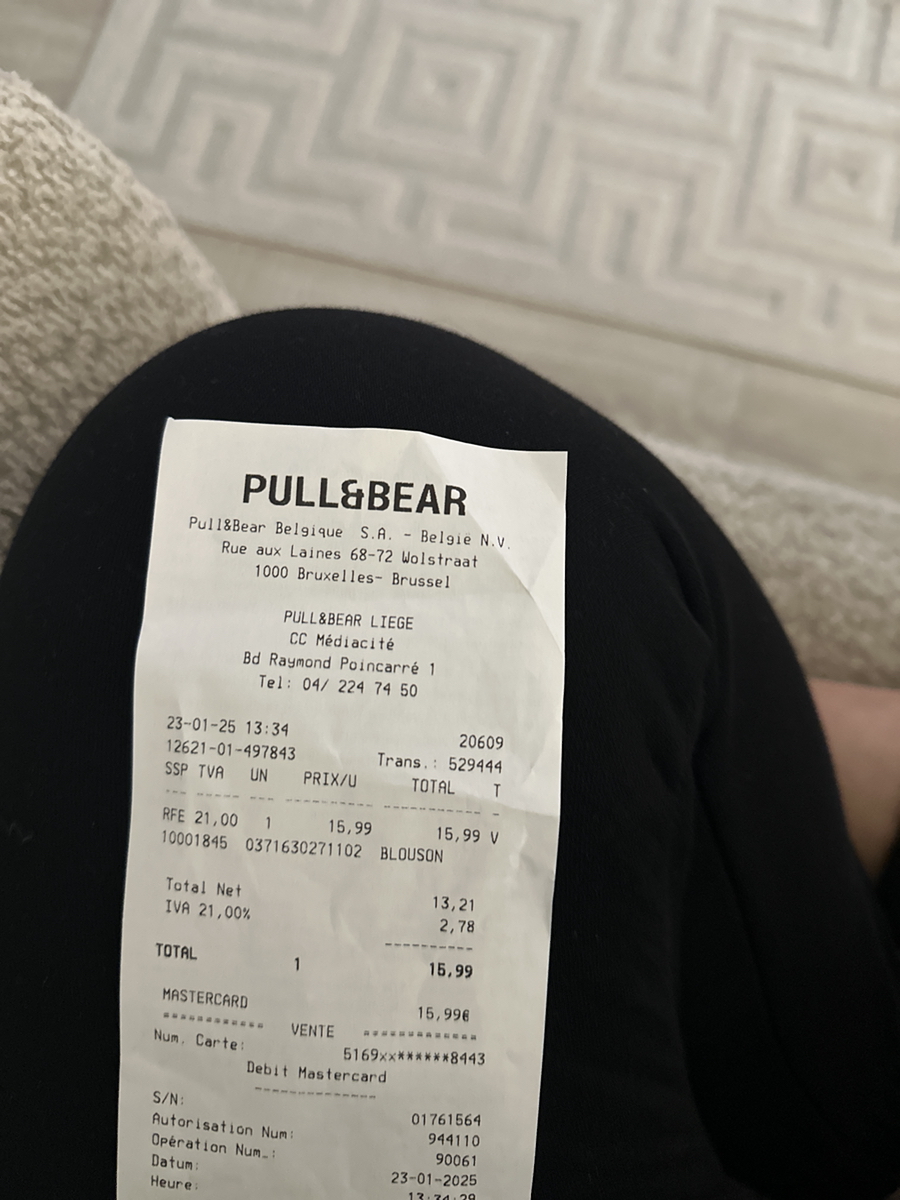 PULL&BEAR
Pull&Bear Belgique S.A. - Belgie N.V.
Rue aux Laines 68-72 Wolstraat
1000 Bruxelles- Brussel
PULL&BEAR LIEGE
CC Médiacité
Bd Raymond Poincarré 1
Tel: 04/ 224 74 50
23-01-25 13:34 20609
12621-01-497843 Trans.: 529444
SSP TVA UN PRIX/U TOTAL T
--- ----- --- ---------- ----------- -
RFE 21,00 1 15,99 15,99 V
10001845 0371630271102 BLOUSON
Total Net 13,21
IVA 21,00% 2,78
----------
TOTAL 1 15,99
MASTERCARD 15,99€
============ VENTE =============
Num. Carte: 5169xx******8443
Debit Mastercard
--------------
S/N: 01761564
Autorisation Num: 944110
Opération Num.: 90061
Datum: 23-01-2025
Heure: 13:34:29